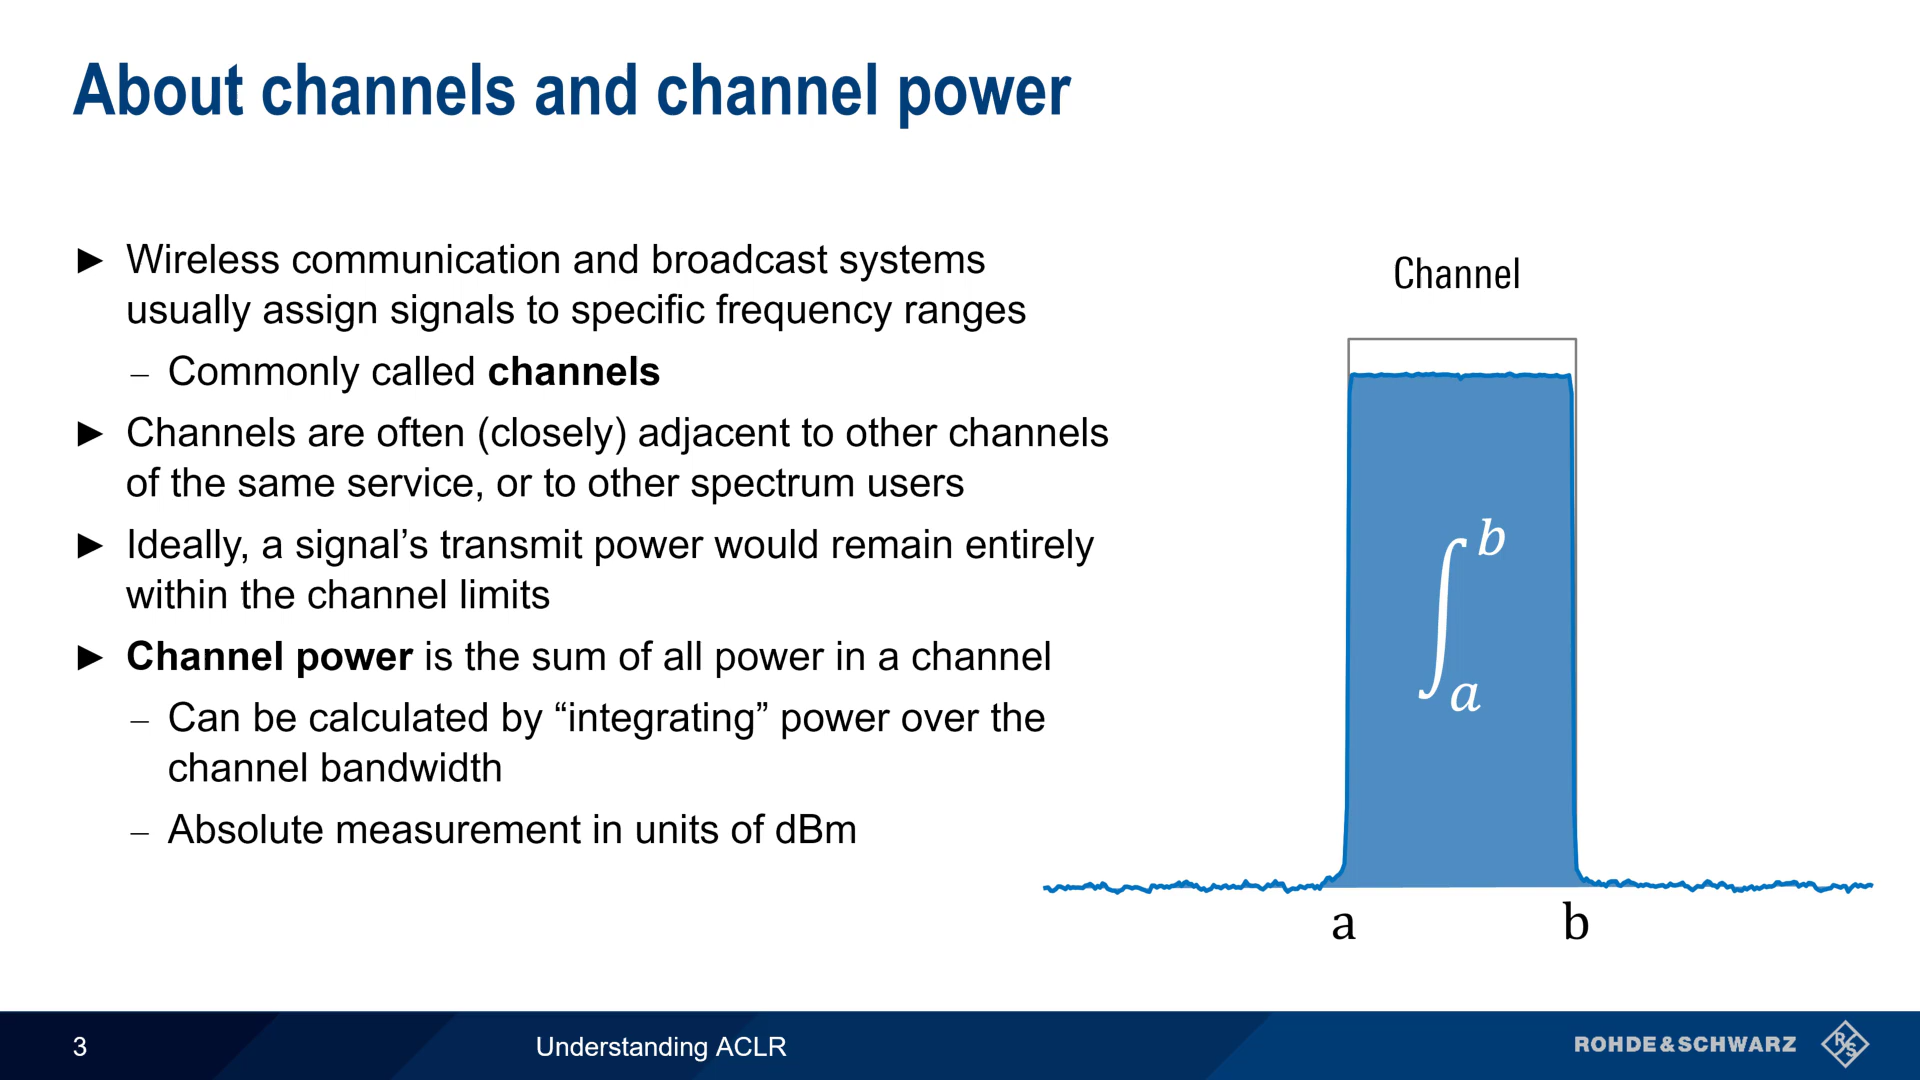 About channels and channel power
► Wireless communication and broadcast systems
usually assign signals to specific frequency ranges
– Commonly called channels
► Channels are often (closely) adjacent to other channels
of the same service, or to other spectrum users
► Ideally, a signal’s transmit power would remain entirely
within the channel limits
► Channel power is the sum of all power in a channel
– Can be calculated by “integrating” power over the
channel bandwidth
– Absolute measurement in units of dBm
Channel
∫
b
a
a
b
3
Understanding ACLR
ROHDE&SCHWARZ
R&S